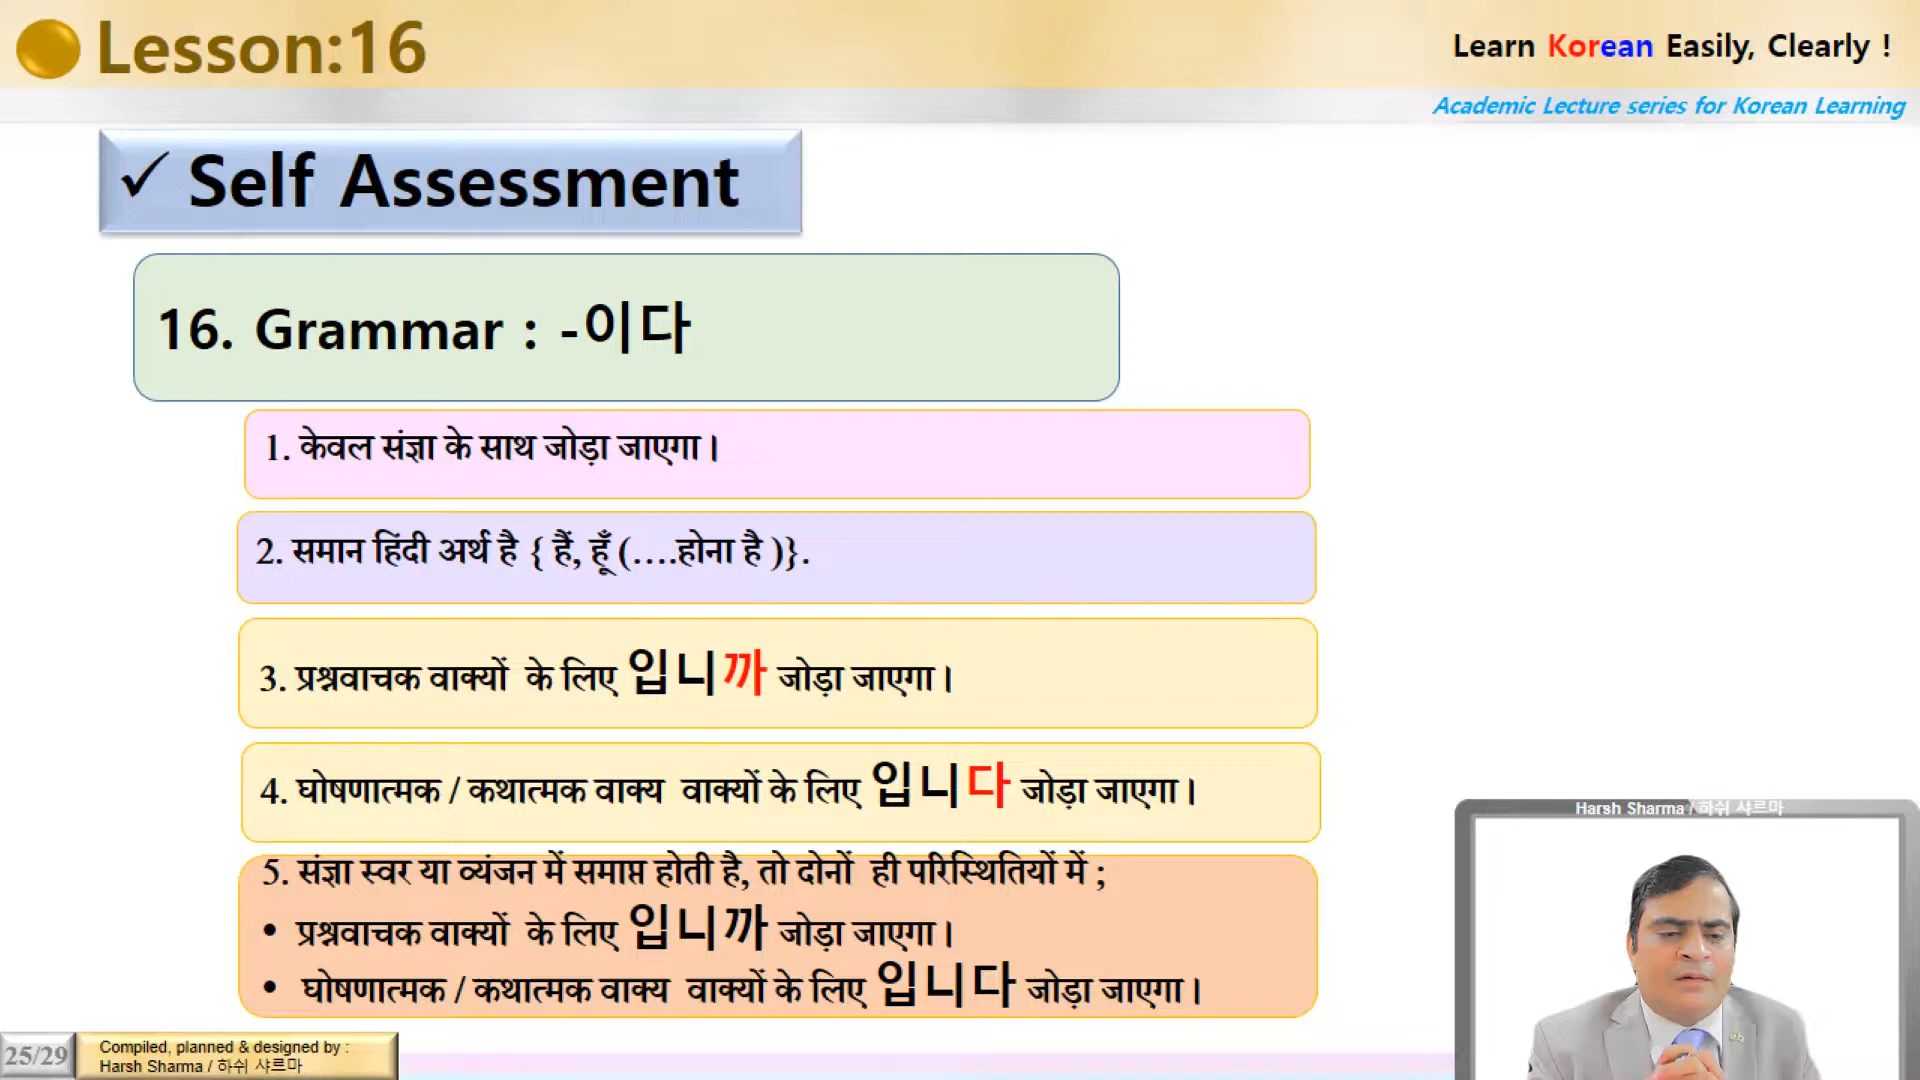 Lesson:16
Learn Korean Easily, Clearly !
Academic Lecture series for Korean Learning
✓ Self Assessment
16. Grammar : -이다
1. केवल संज्ञा के साथ जोड़ा जाएगा।
2. समान हिंदी अर्थ है { हैं, हूँ (....होना है )}.
3. प्रश्नवाचक वाक्यों के लिए 입니까 जोड़ा जाएगा।
4. घोषणात्मक / कथात्मक वाक्य वाक्यों के लिए 입니다 जोड़ा जाएगा।
5. संज्ञा स्वर या व्यंजन में समाप्त होती है, तो दोनों ही परिस्थितियों में ;
• प्रश्नवाचक वाक्यों के लिए 입니까 जोड़ा जाएगा।
• घोषणात्मक / कथात्मक वाक्य वाक्यों के लिए 입니다 जोड़ा जाएगा।
Harsh Sharma / 하쉬 샤르마
25/29
Compiled, planned & designed by :
Harsh Sharma / 하쉬 샤르마